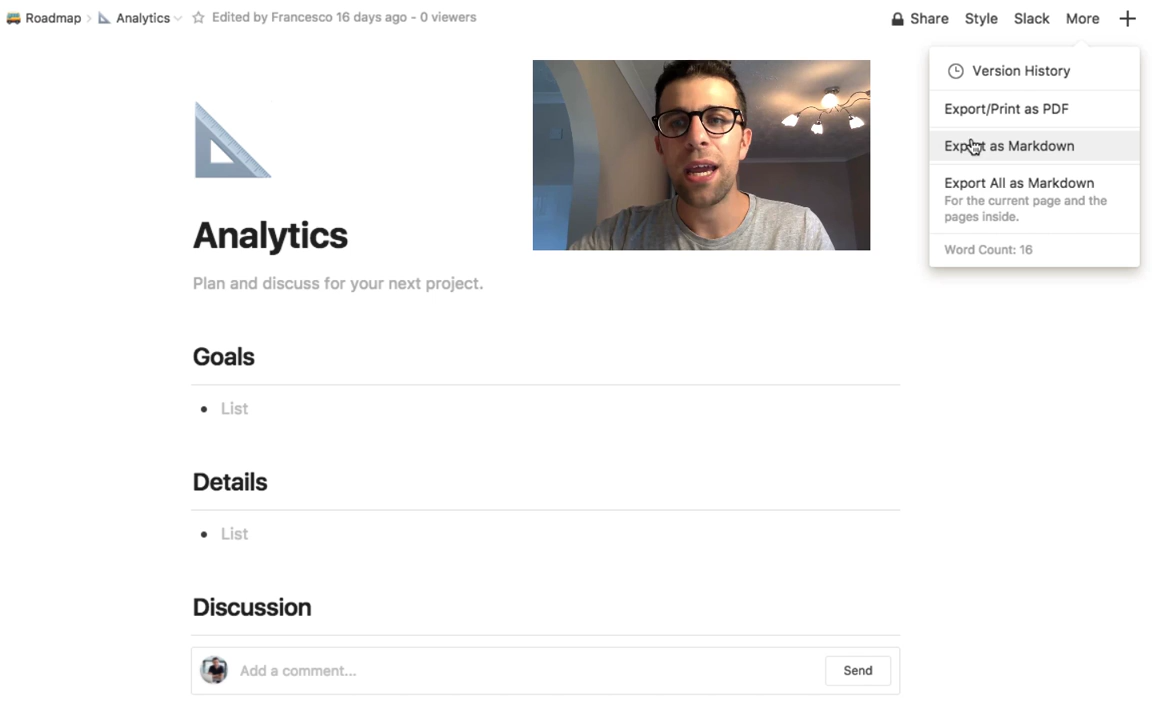 Roadmap › Analytics Edited by Francesco 16 days ago - 0 viewers
Share Style Slack More +
Version History
Export/Print as PDF
Export as Markdown
Export All as Markdown
For the current page and the
pages inside.
Word Count: 16
Analytics
Plan and discuss for your next project.
Goals
• List
Details
• List
Discussion
Add a comment...
Send